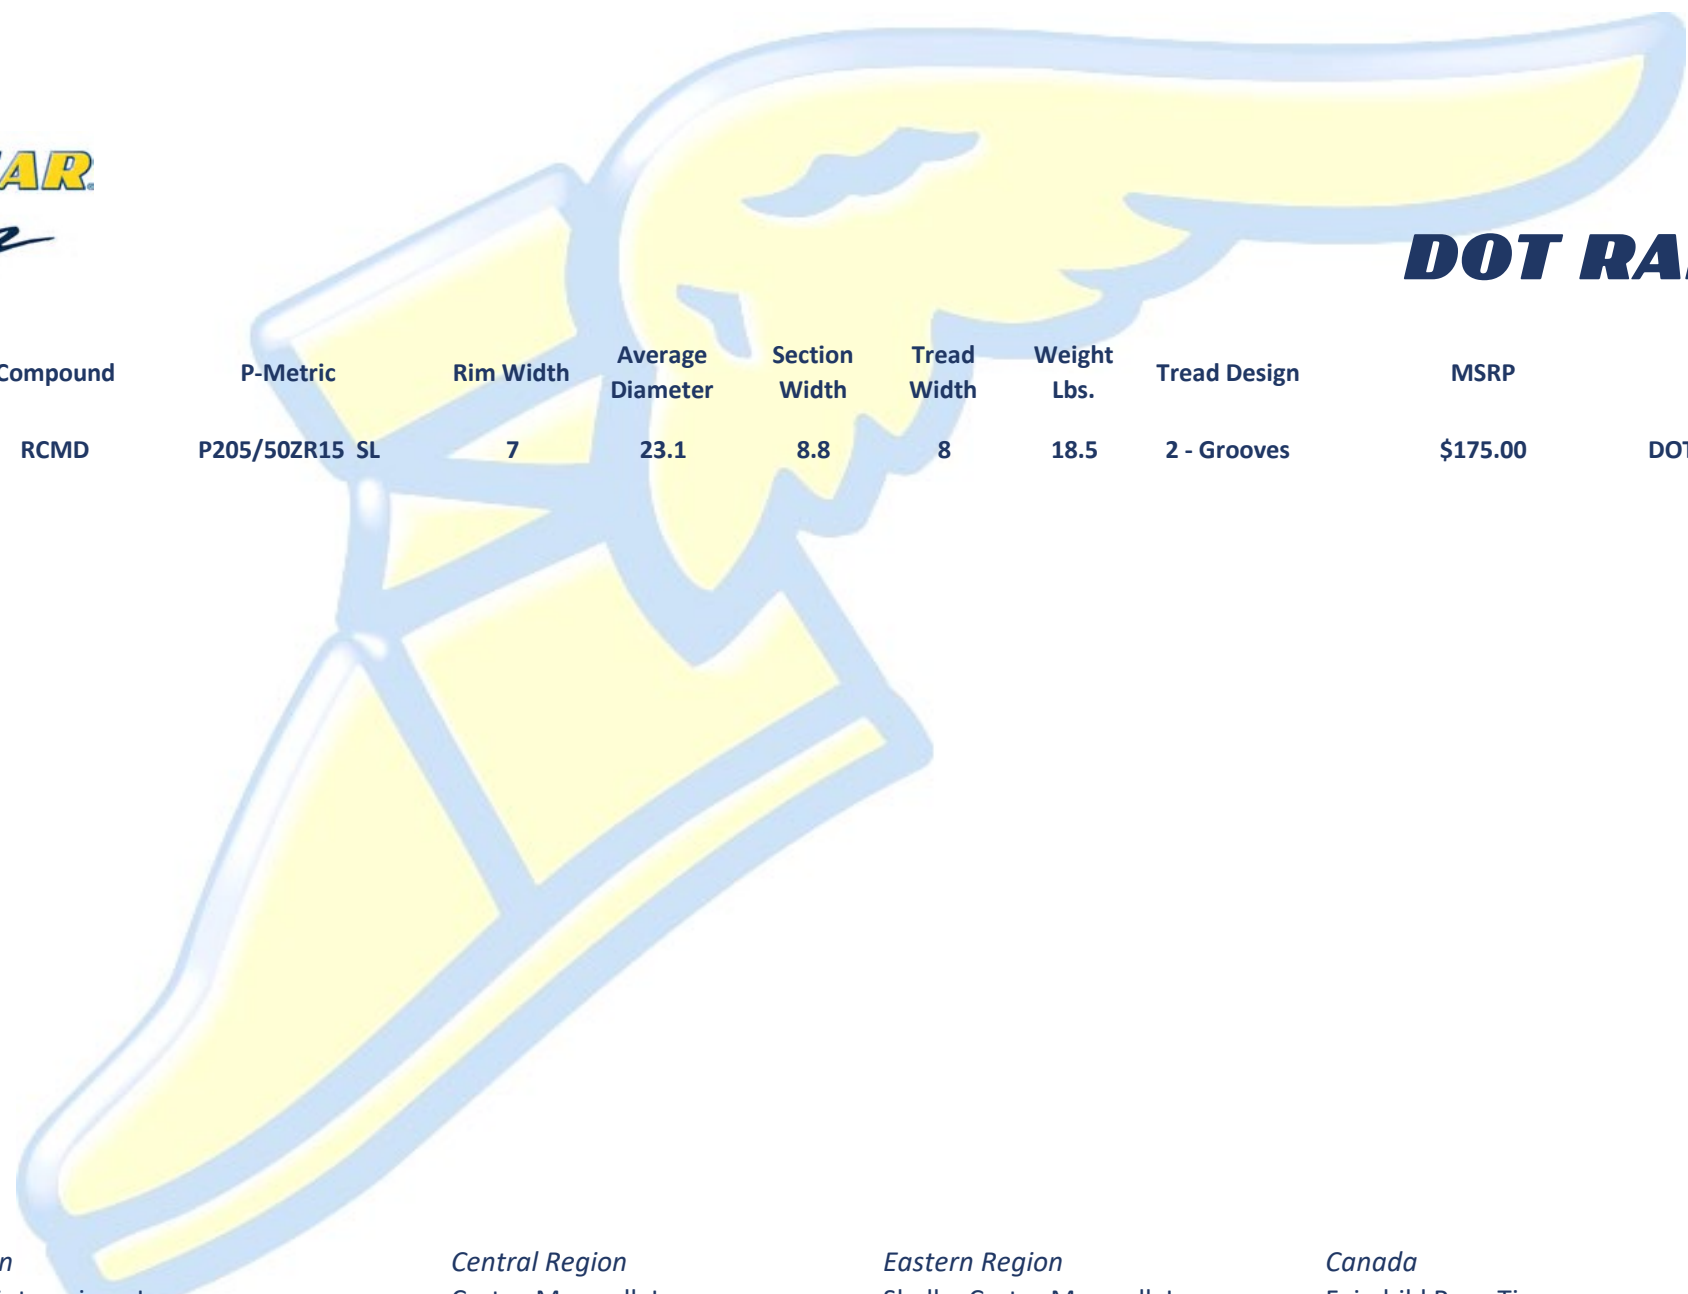 AR
DOT RA
Compound P-Metric Rim Width Average Diameter Section Width Tread Width Weight Lbs. Tread Design MSRP
RCMD P205/50ZR15 SL 7 23.1 8.8 8 18.5 2 - Grooves $175.00 DOT
Central Region Eastern Region Canada